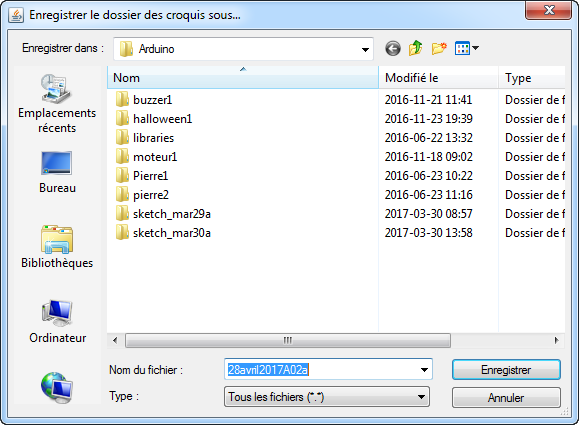 Enregistrer le dossier des croquis sous...
Enregistrer dans : Arduino
Nom Modifié le Type
buzzer1 2016-11-21 11:41 Dossier de f
halloween1 2016-11-23 19:39 Dossier de f
libraries 2016-06-22 13:32 Dossier de f
moteur1 2016-11-18 09:02 Dossier de f
Pierre1 2016-06-23 10:22 Dossier de f
pierre2 2016-06-23 11:16 Dossier de f
sketch_mar29a 2017-03-30 08:57 Dossier de f
sketch_mar30a 2017-03-30 13:58 Dossier de f
Emplacements
récents
Bureau
Bibliothèques
Ordinateur
Nom du fichier : 28avril2017A02a Enregistrer
Type : Tous les fichiers (*.*) Annuler